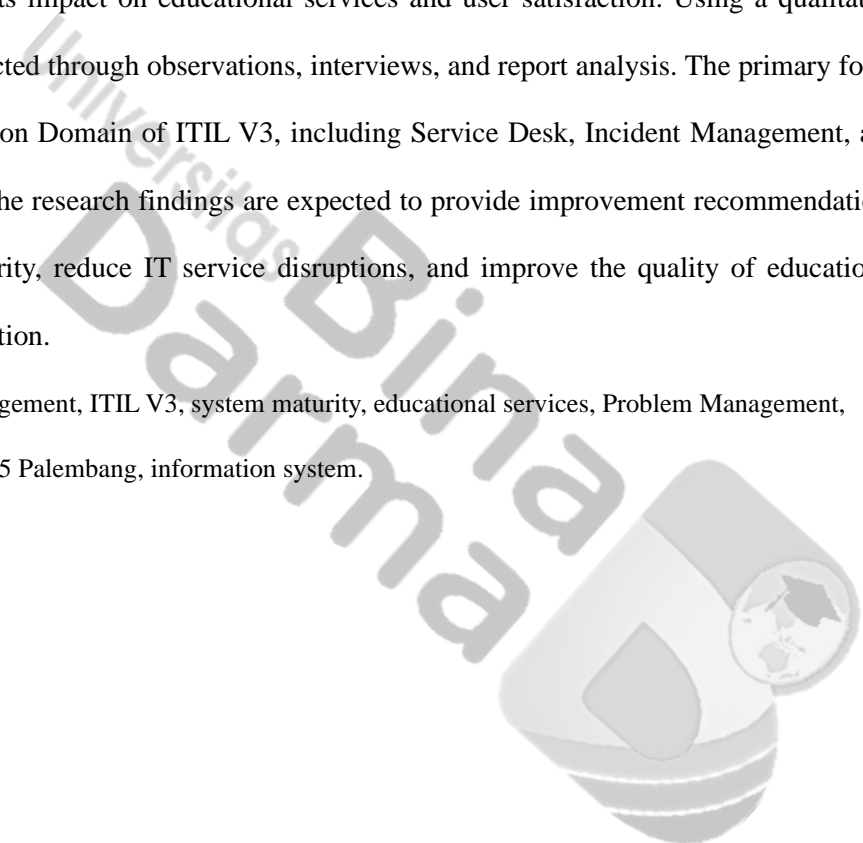 ts impact on educational services and user satisfaction. Using a qualitat
cted through observations, interviews, and report analysis. The primary fo
on Domain of ITIL V3, including Service Desk, Incident Management, a
he research findings are expected to provide improvement recommendatio
rity, reduce IT service disruptions, and improve the quality of educatio
tion.
gement, ITIL V3, system maturity, educational services, Problem Management,
5 Palembang, information system.
Universitas
Bina
Darma